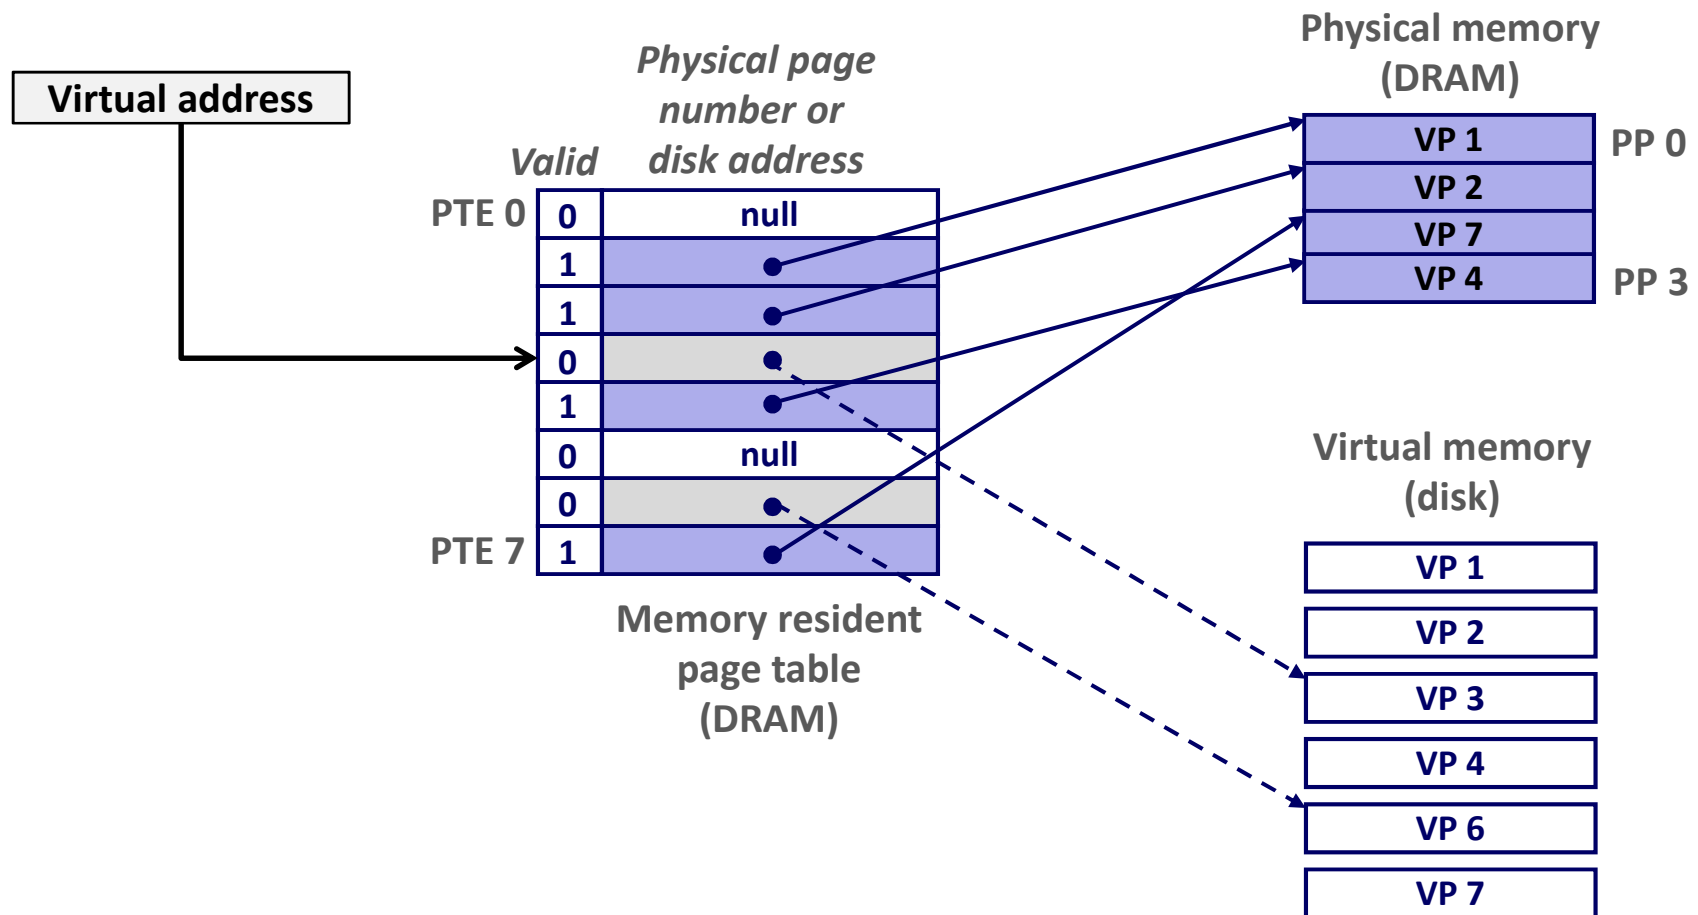 Virtual address
Physical page
number or
disk address
Valid
PTE 0
0 null
1
1
0
1
0 null
0
PTE 7 1
Memory resident
page table
(DRAM)
Physical memory
(DRAM)
VP 1 PP 0
VP 2
VP 7
VP 4 PP 3
Virtual memory
(disk)
VP 1
VP 2
VP 3
VP 4
VP 6
VP 7